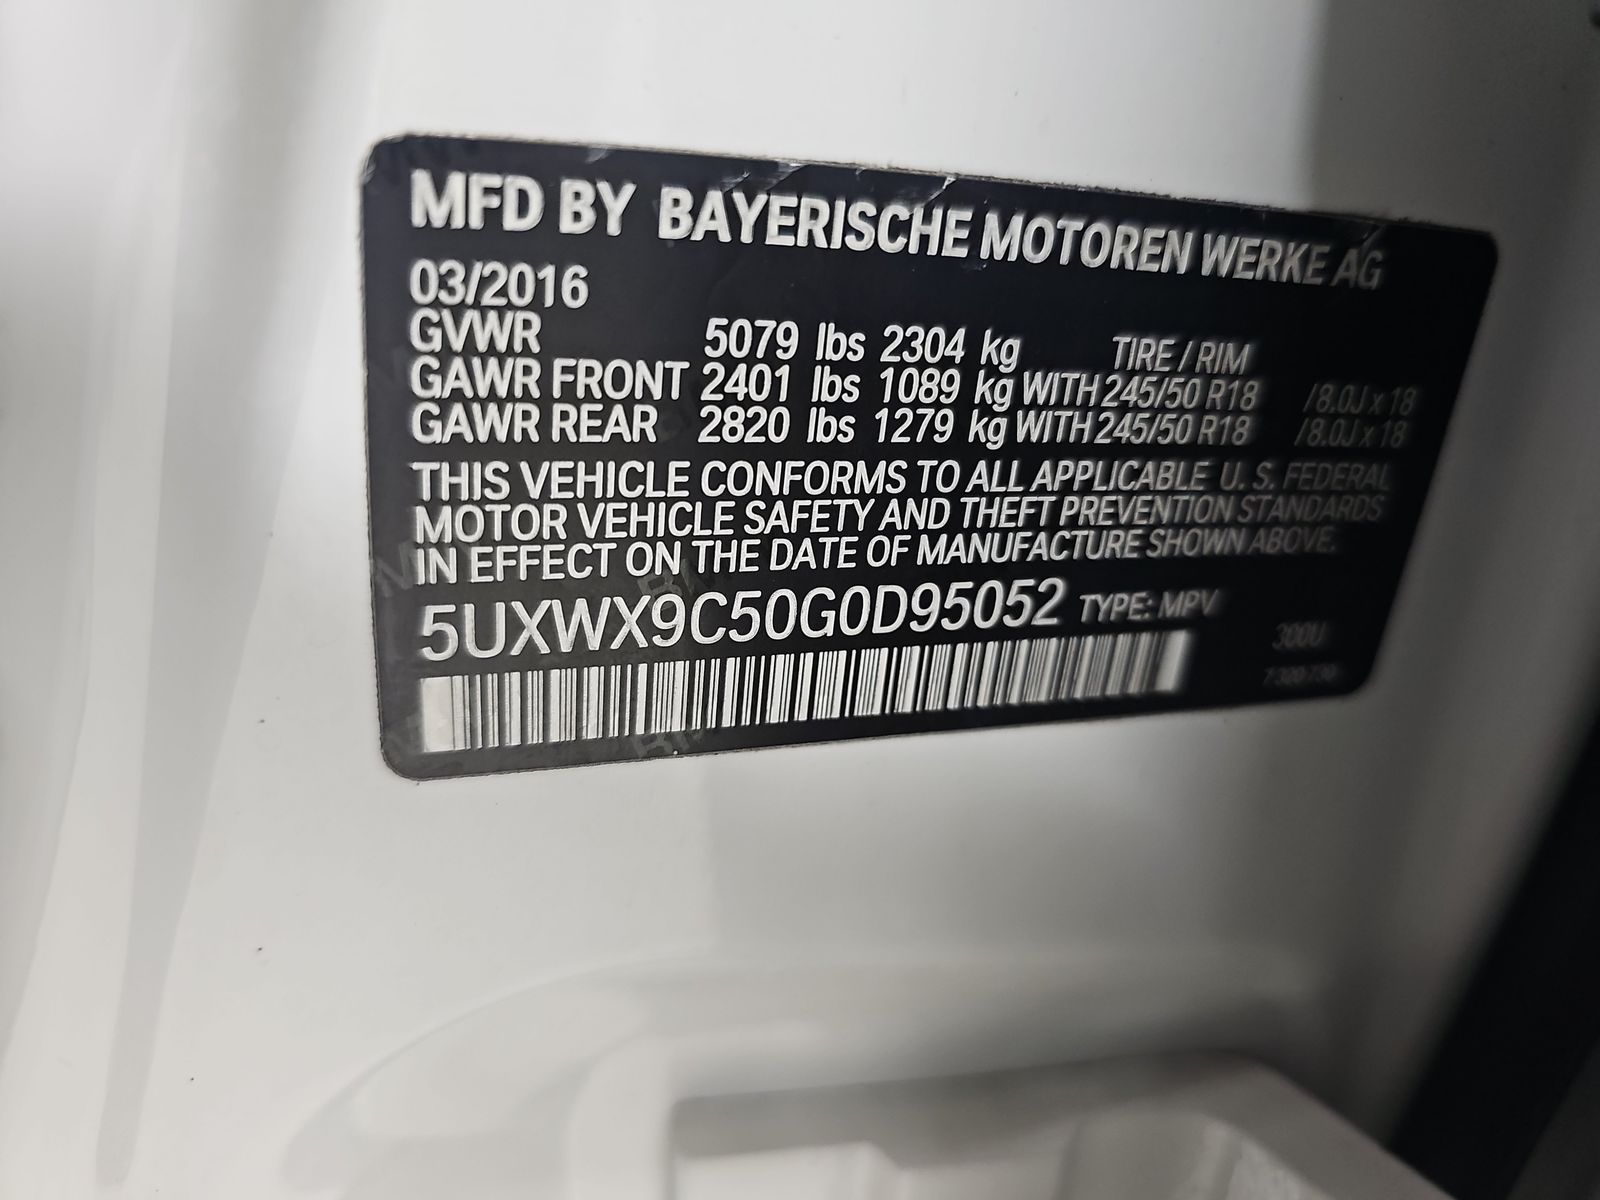 MFD BY BAYERISCHE MOTOREN WERKE AG
03/2016
GVWR 5079 lbs 2304 kg TIRE / RIM
GAWR FRONT 2401 lbs 1089 kg WITH 245/50 R18 /8.0J x 18
GAWR REAR 2820 lbs 1279 kg WITH 245/50 R18 /8.0J x 18
THIS VEHICLE CONFORMS TO ALL APPLICABLE U. S. FEDERAL
MOTOR VEHICLE SAFETY AND THEFT PREVENTION STANDARDS
IN EFFECT ON THE DATE OF MANUFACTURE SHOWN ABOVE.
5UXWX9C50G0D95052 TYPE: MPV
300U